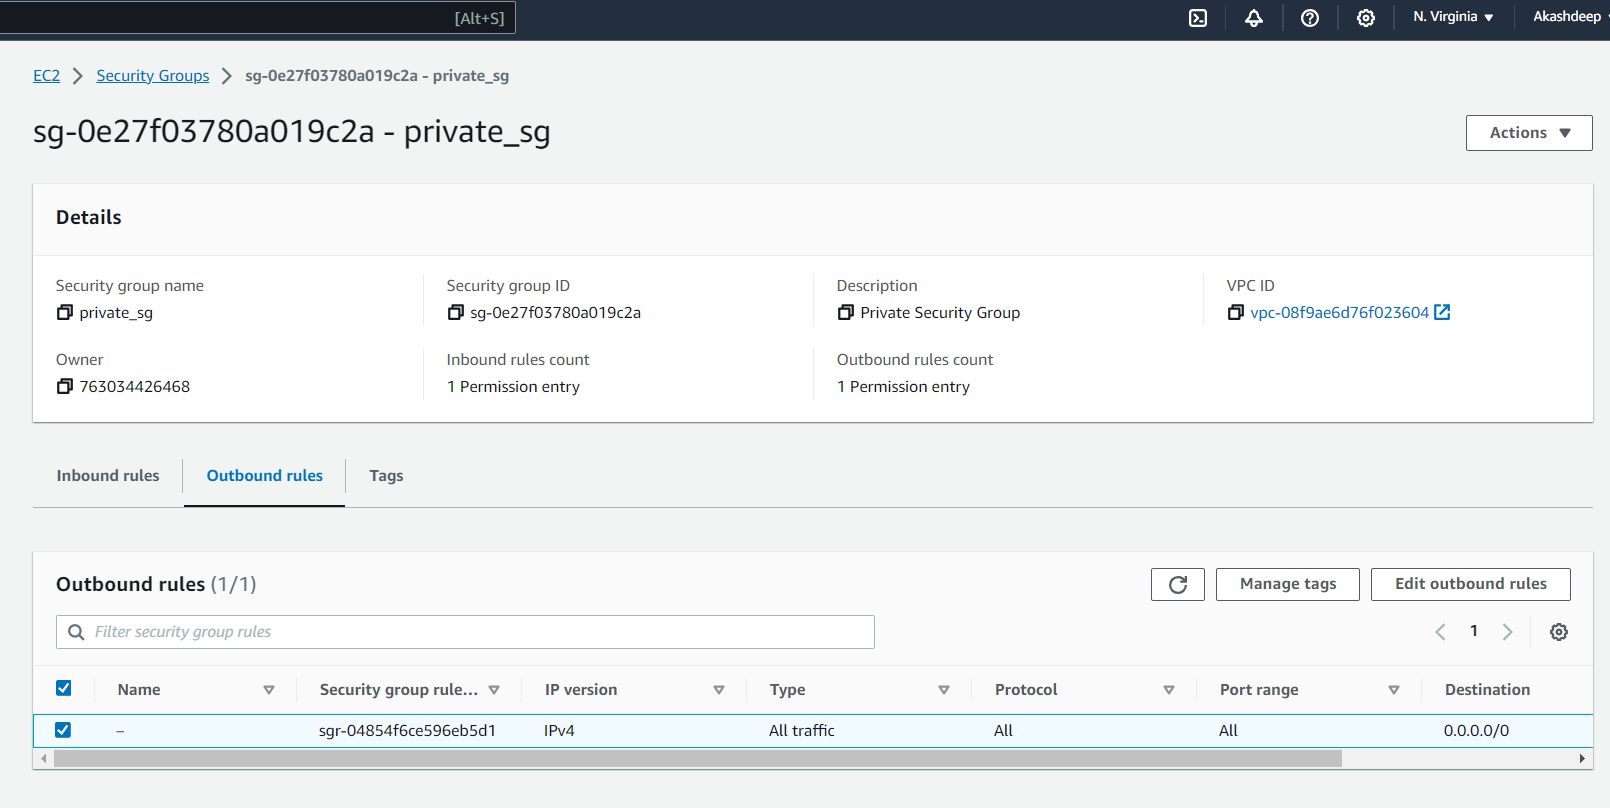 [Alt+S] N. Virginia Akashdeep
EC2 Security Groups sg-0e27f03780a019c2a - private_sg
sg-0e27f03780a019c2a - private_sg
Actions
Details
Security group name Security group ID Description VPC ID
private_sg sg-0e27f03780a019c2a Private Security Group vpc-08f9ae6d76f023604
Owner Inbound rules count Outbound rules count
763034426468 1 Permission entry 1 Permission entry
Inbound rules Outbound rules Tags
Outbound rules (1/1) Manage tags Edit outbound rules
Filter security group rules 1
Name Security group rule... IP version Type Protocol Port range Destination
– sgr-04854f6ce596eb5d1 IPv4 All traffic All All 0.0.0.0/0